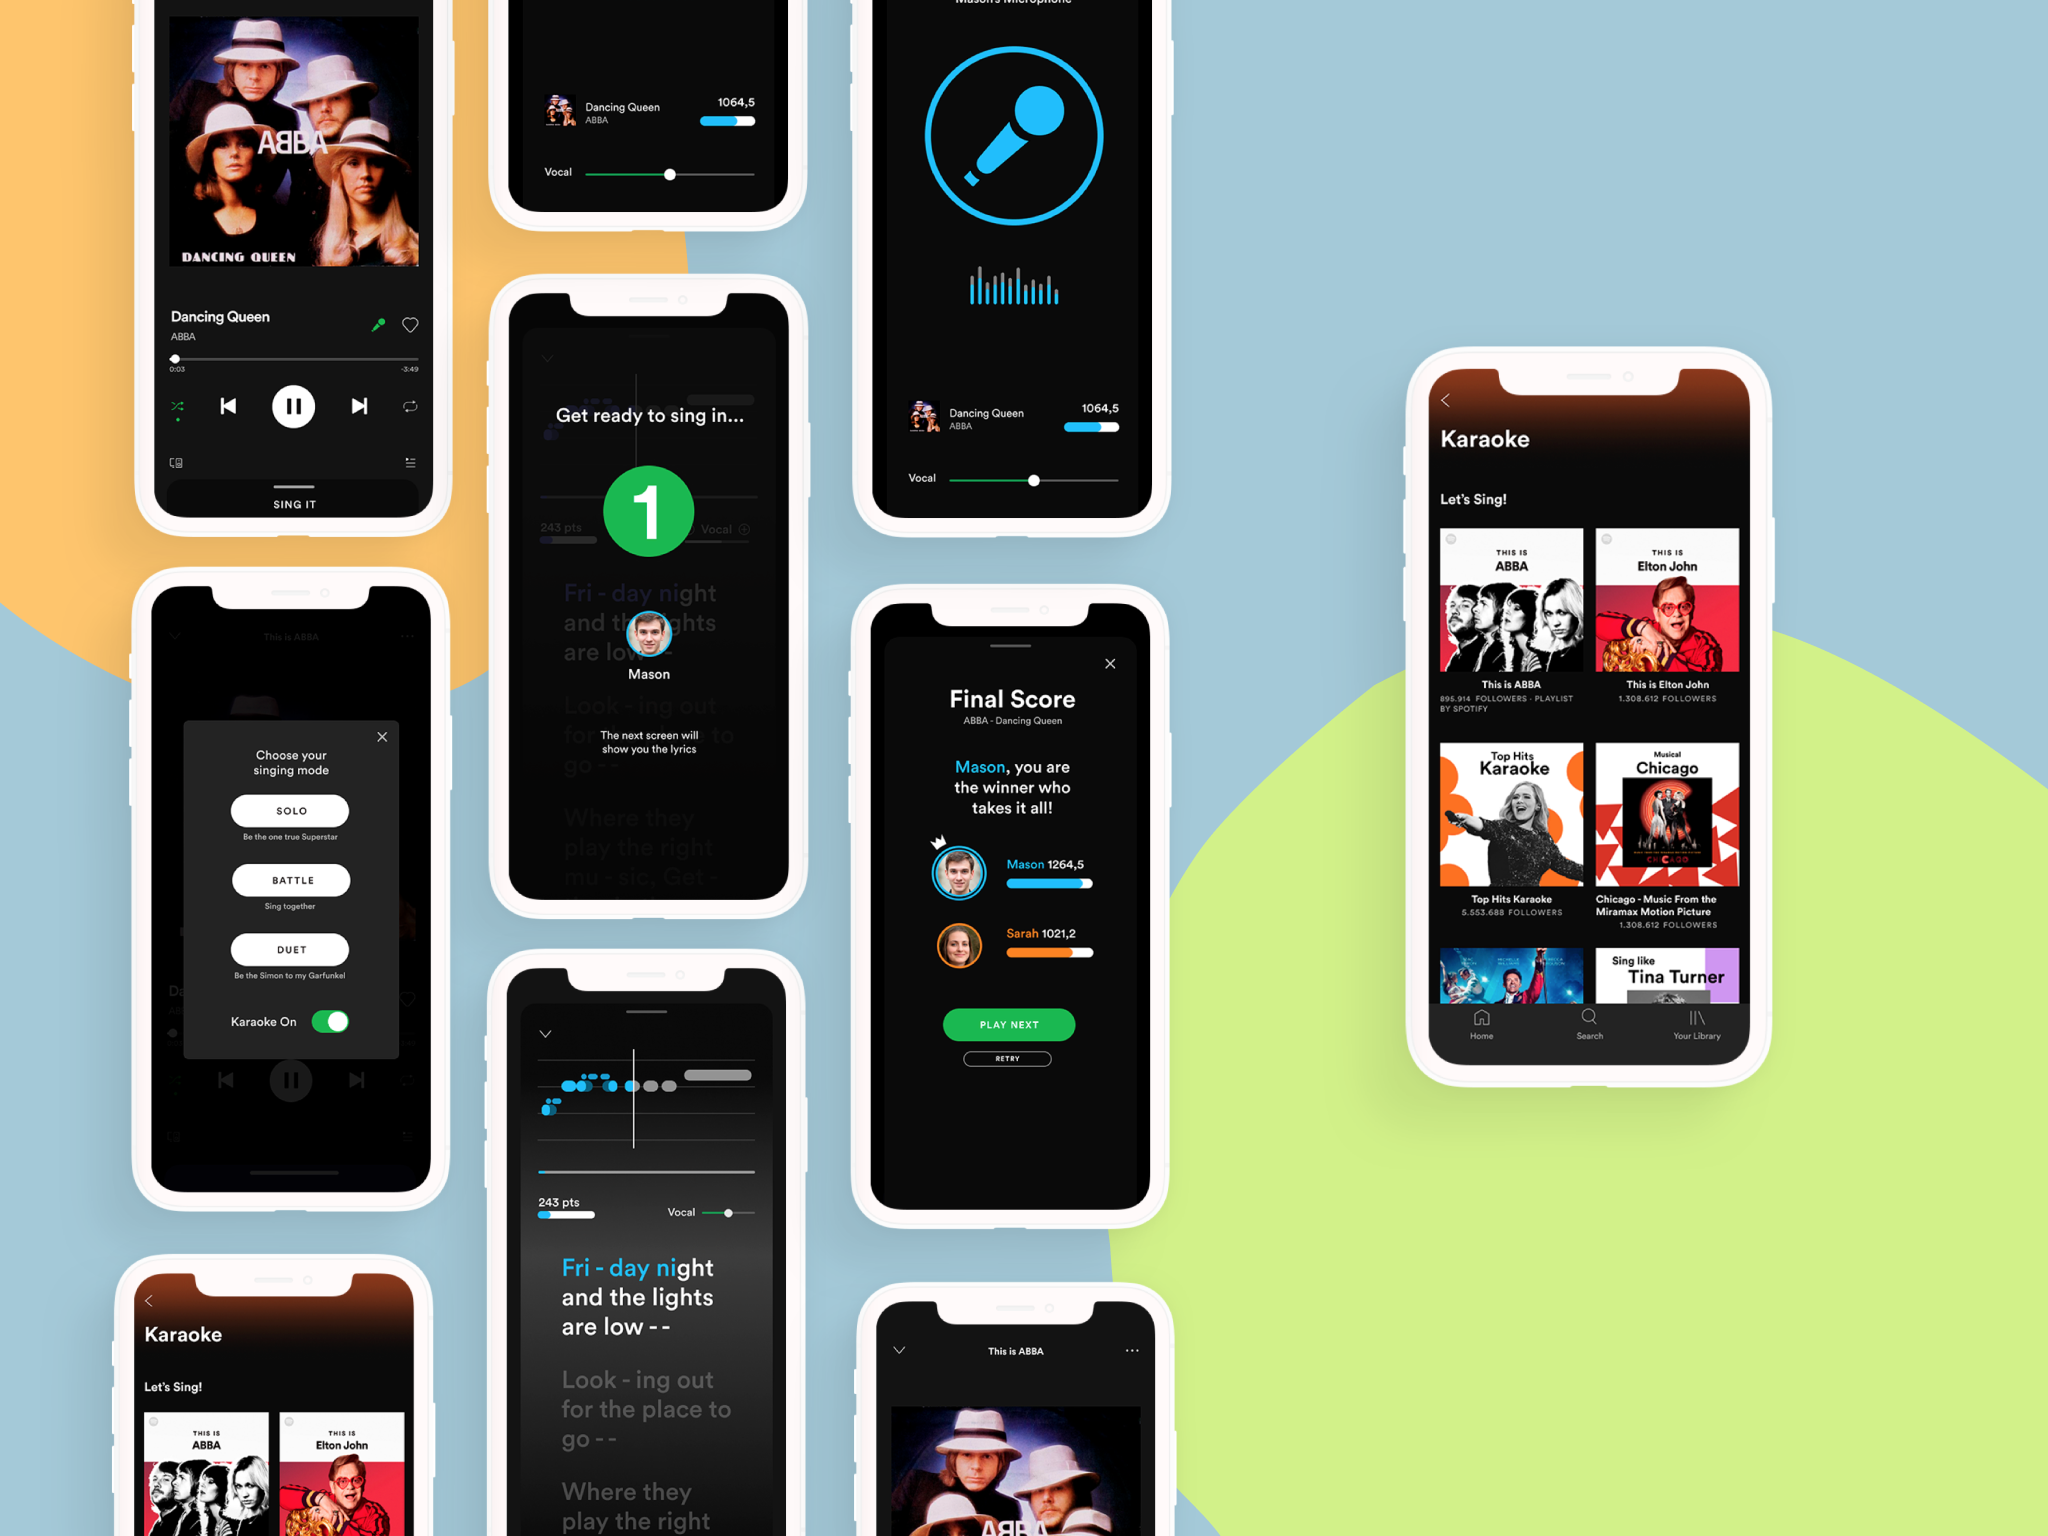 ABBA
DANCING QUEEN
Dancing Queen
ABBA
0:03
-3:49
SING IT
This is ABBA
Choose your
singing mode
SOLO
Be the one true Superstar
BATTLE
Sing together
DUET
Be the Simon to my Garfunkel
Karaoke On
Karaoke
Let's Sing!
THIS IS
ABBA
THIS IS
Elton John
Dancing Queen
ABBA
1064,5
Vocal
Get ready to sing in...
1
243 pts
Vocal
Fri - day night
and the lights
are low - -
Mason
Look - ing out
for the place to
go - -
The next screen will
show you the lyrics
Where they
play the right
mu - sic, Get -
243 pts
Vocal
Fri - day night
and the lights
are low - -
Look - ing out
for the place to
go - -
Where they
play the right
Mason's Microphone
Dancing Queen
ABBA
1064,5
Vocal
Final Score
ABBA - Dancing Queen
Mason, you are
the winner who
takes it all!
Mason 1264,5
Sarah 1021,2
PLAY NEXT
RETRY
This is ABBA
ABBA
Karaoke
Let's Sing!
THIS IS
ABBA
THIS IS
Elton John
This is ABBA
895.914 FOLLOWERS · PLAYLIST
BY SPOTIFY
This is Elton John
1.308.612 FOLLOWERS
Top Hits
Karaoke
Musical
Chicago
CHICAGO
Top Hits Karaoke
5.553.688 FOLLOWERS
Chicago - Music From the
Miramax Motion Picture
1.308.612 FOLLOWERS
Sing like
Tina Turner
Home
Search
Your Library